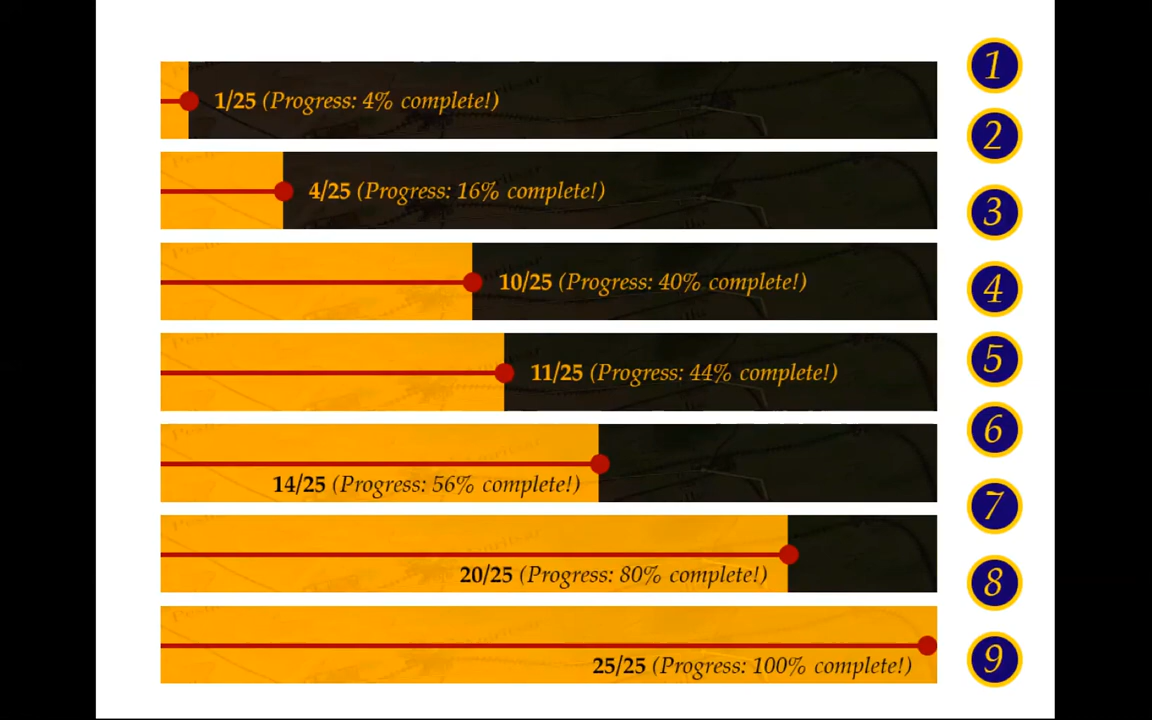 1/25 (Progress: 4% complete!)
4/25 (Progress: 16% complete!)
10/25 (Progress: 40% complete!)
11/25 (Progress: 44% complete!)
14/25 (Progress: 56% complete!)
20/25 (Progress: 80% complete!)
25/25 (Progress: 100% complete!)
1
2
3
4
5
6
7
8
9